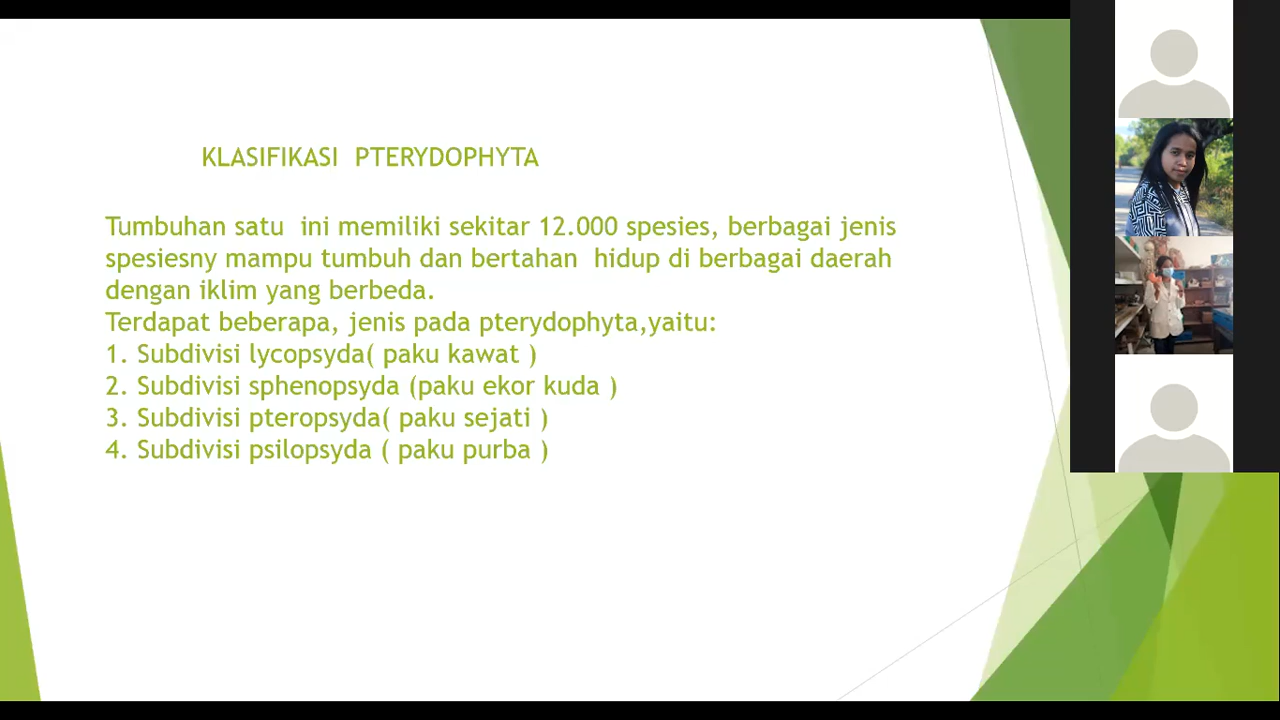 KLASIFIKASI PTERYDOPHYTA
Tumbuhan satu ini memiliki sekitar 12.000 spesies, berbagai jenis
spesiesny mampu tumbuh dan bertahan hidup di berbagai daerah
dengan iklim yang berbeda.
Terdapat beberapa, jenis pada pterydophyta,yaitu:
1. Subdivisi lycopsyda( paku kawat )
2. Subdivisi sphenopsyda (paku ekor kuda )
3. Subdivisi pteropsyda( paku sejati )
4. Subdivisi psilopsyda ( paku purba )